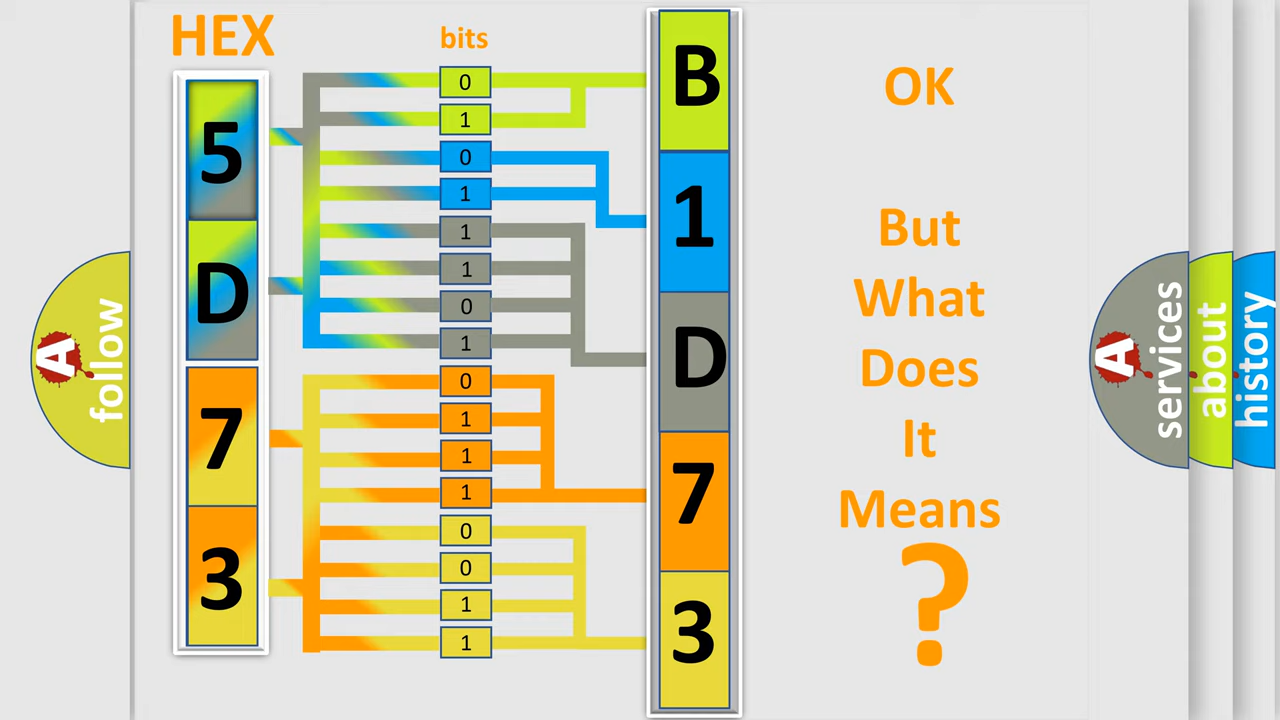 HEX
bits
5
D
7
3
0
1
0
1
1
1
0
1
0
1
1
1
0
0
1
1
B
1
D
7
3
OK
But
What
Does
It
Means
?
A
follow
A
services
about
history